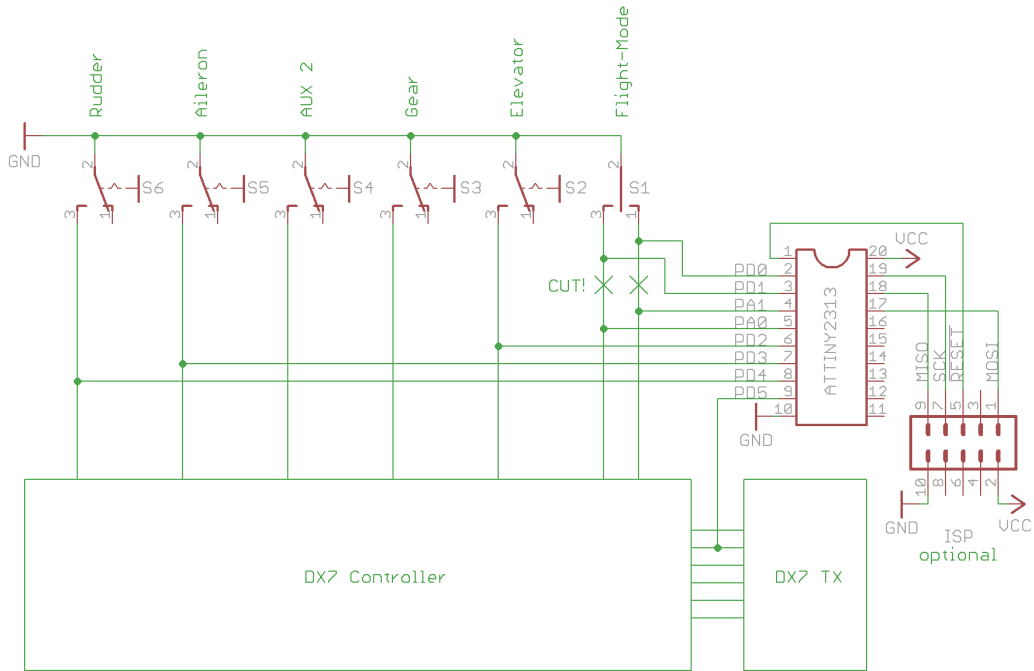 Rudder
Aileron
AUX 2
Gear
Elevator
Flight-Mode
GND
2
2
2
2
2
2
S6
S5
S4
S3
S2
S1
3
1
3
1
3
1
3
1
3
1
3
1
CUT!
PD0
PD1
PA1
PA0
PD2
PD3
PD4
PD5
1
2
3
4
5
6
7
8
9
10
ATTINY2313
20
19
18
17
16
15
14
13
12
11
VCC
GND
MISO
SCK
RESET
MOSI
9
7
5
3
1
10
8
6
4
2
GND
VCC
ISP
optional
DX7 Controller
DX7 TX